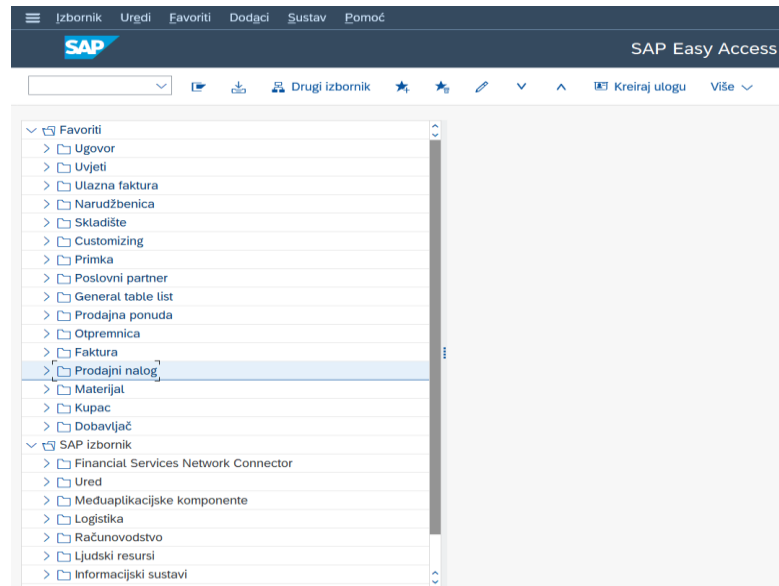 Izbornik Uredi Favoriti Dodaci Sustav Pomoć
SAP SAP Easy Access
Drugi izbornik Kreiraj ulogu Više
Favoriti
Ugovor
Uvjeti
Ulazna faktura
Narudžbenica
Skladište
Customizing
Primka
Poslovni partner
General table list
Prodajna ponuda
Otpremnica
Faktura
Prodajni nalog
Materijal
Kupac
Dobavljač
SAP izbornik
Financial Services Network Connector
Ured
Međuaplikacijske komponente
Logistika
Računovodstvo
Ljudski resursi
Informacijski sustavi